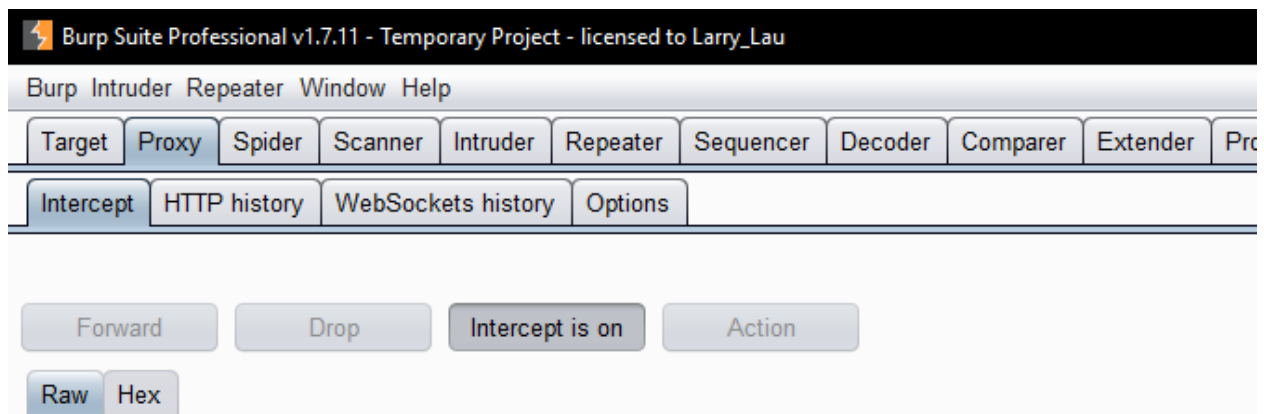 Burp Suite Professional v1.7.11 - Temporary Project - licensed to Larry_Lau
Burp Intruder Repeater Window Help
Target Proxy Spider Scanner Intruder Repeater Sequencer Decoder Comparer Extender
Intercept HTTP history WebSockets history Options
Forward Drop Intercept is on Action
Raw Hex